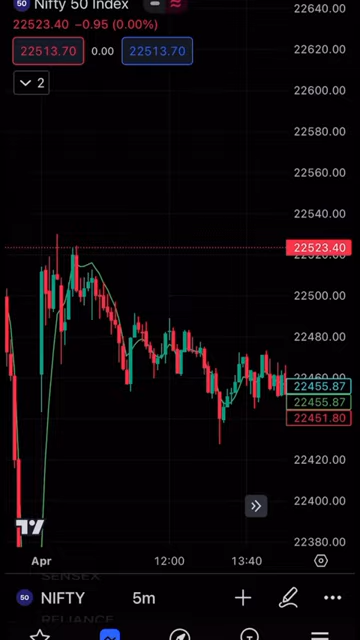 50 Nifty 50 Index
22523.40 −0.95 (0.00%)
22513.70 0.00 22513.70
2
22640.00
22620.00
22600.00
22580.00
22560.00
22540.00
22523.40
22520.00
22500.00
22480.00
22460.00
22455.87
22455.87
22451.80
22420.00
22400.00
22380.00
Apr 12:00 13:40
SENSEX
50 NIFTY 5m
RELIANCE